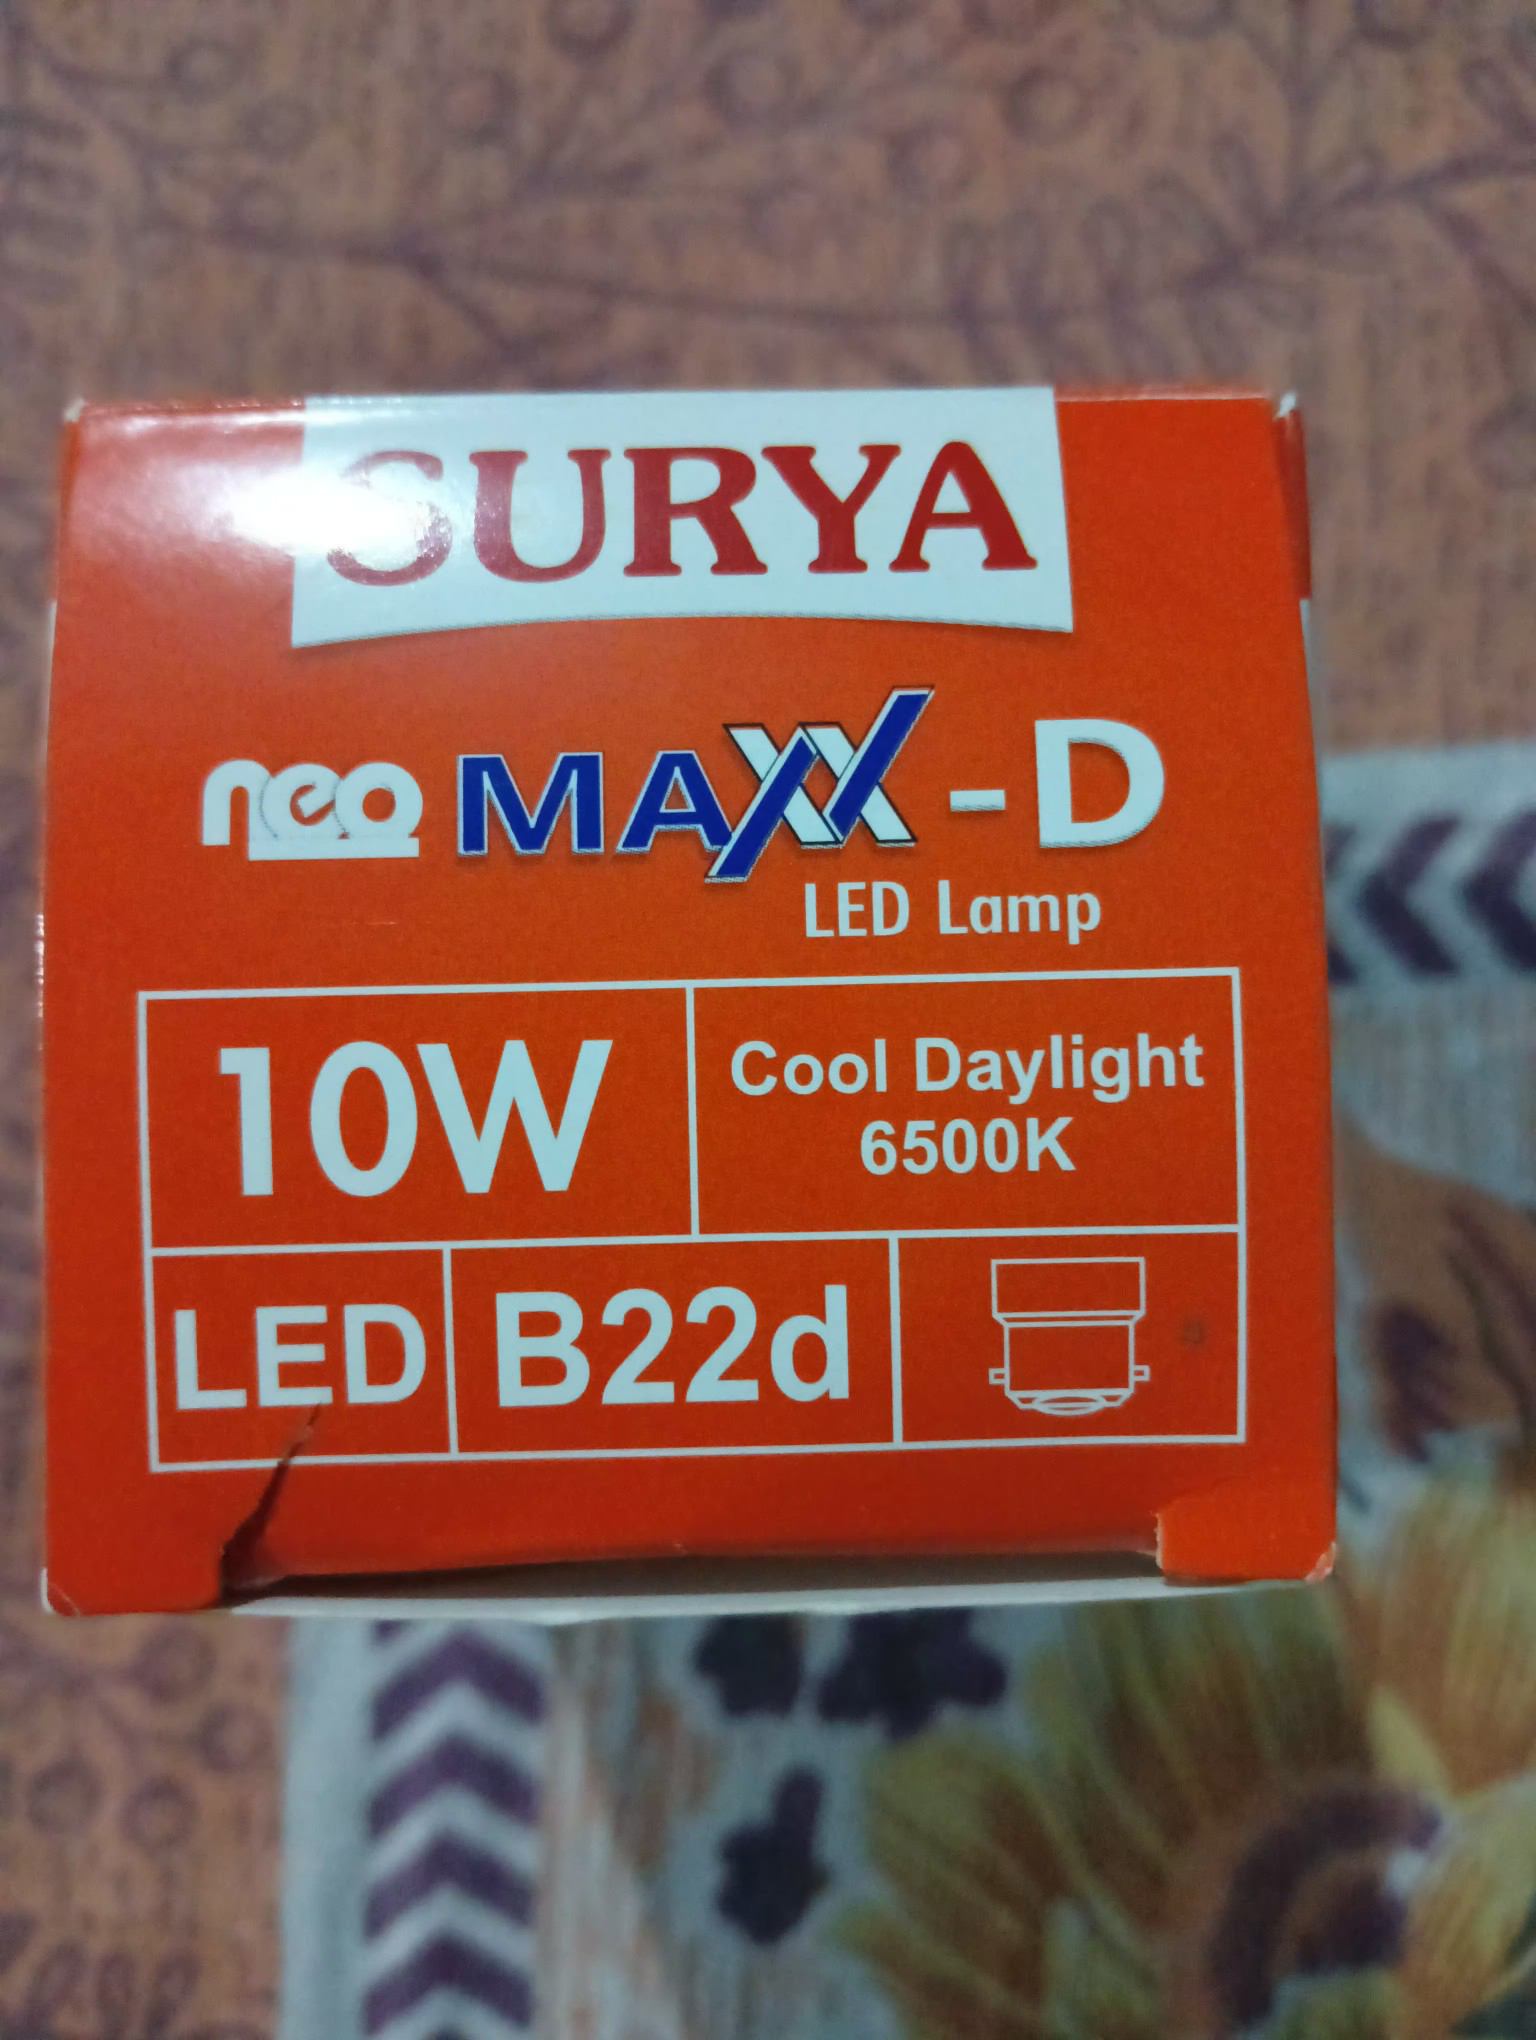 SURYA
neo MAXX - D
LED Lamp
10W
Cool Daylight
6500K
LED
B22d